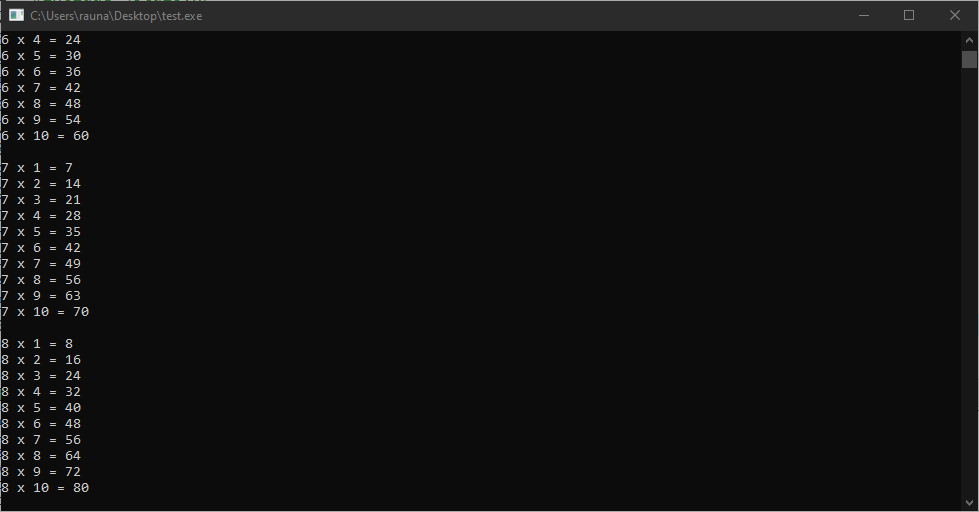 C:\Users\rauna\Desktop\test.exe
6 x 4 = 24
6 x 5 = 30
6 x 6 = 36
6 x 7 = 42
6 x 8 = 48
6 x 9 = 54
6 x 10 = 60
7 x 1 = 7
7 x 2 = 14
7 x 3 = 21
7 x 4 = 28
7 x 5 = 35
7 x 6 = 42
7 x 7 = 49
7 x 8 = 56
7 x 9 = 63
7 x 10 = 70
8 x 1 = 8
8 x 2 = 16
8 x 3 = 24
8 x 4 = 32
8 x 5 = 40
8 x 6 = 48
8 x 7 = 56
8 x 8 = 64
8 x 9 = 72
8 x 10 = 80